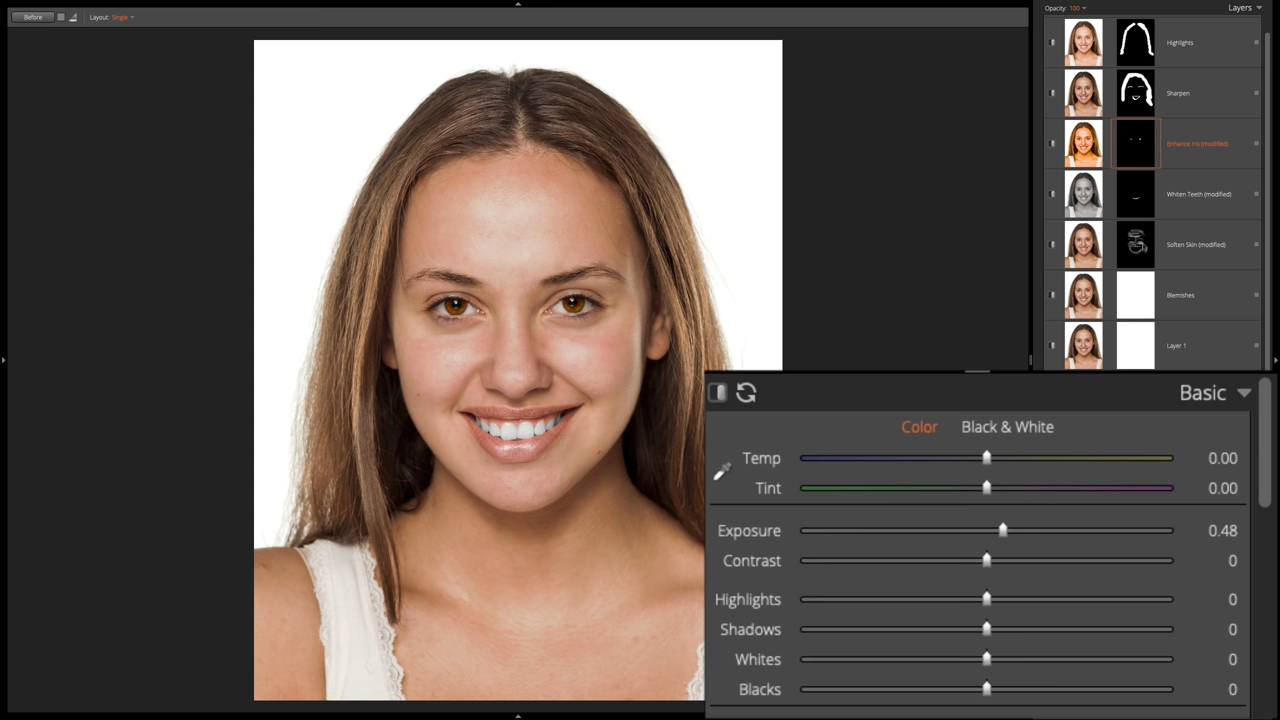 Before
Layout: Single
Opacity: 100
Layers
Highlights
Sharpen
Enhance Iris (modified)
Whiten Teeth (modified)
Soften Skin (modified)
Blemishes
Layer 1
Basic
Color Black & White
Temp 0.00
Tint 0.00
Exposure 0.48
Contrast 0
Highlights 0
Shadows 0
Whites 0
Blacks 0